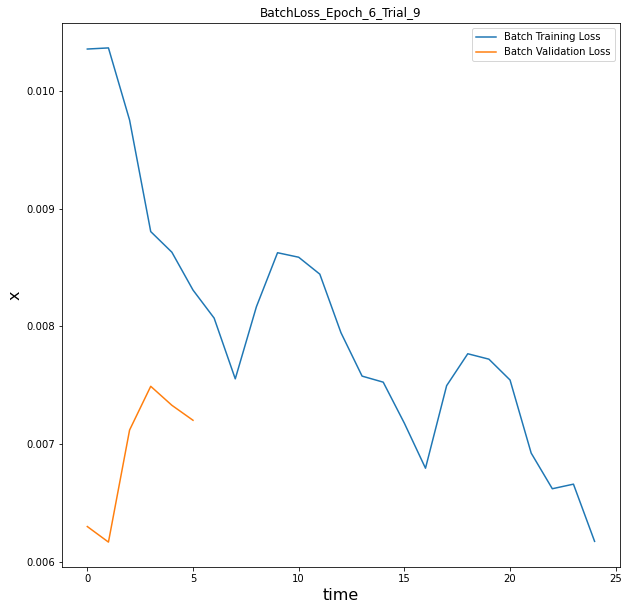 BatchLoss_Epoch_6_Trial_9
Batch Training Loss
Batch Validation Loss
0.010
0.009
0.008
0.007
0.006
x
0 5 10 15 20 25
time